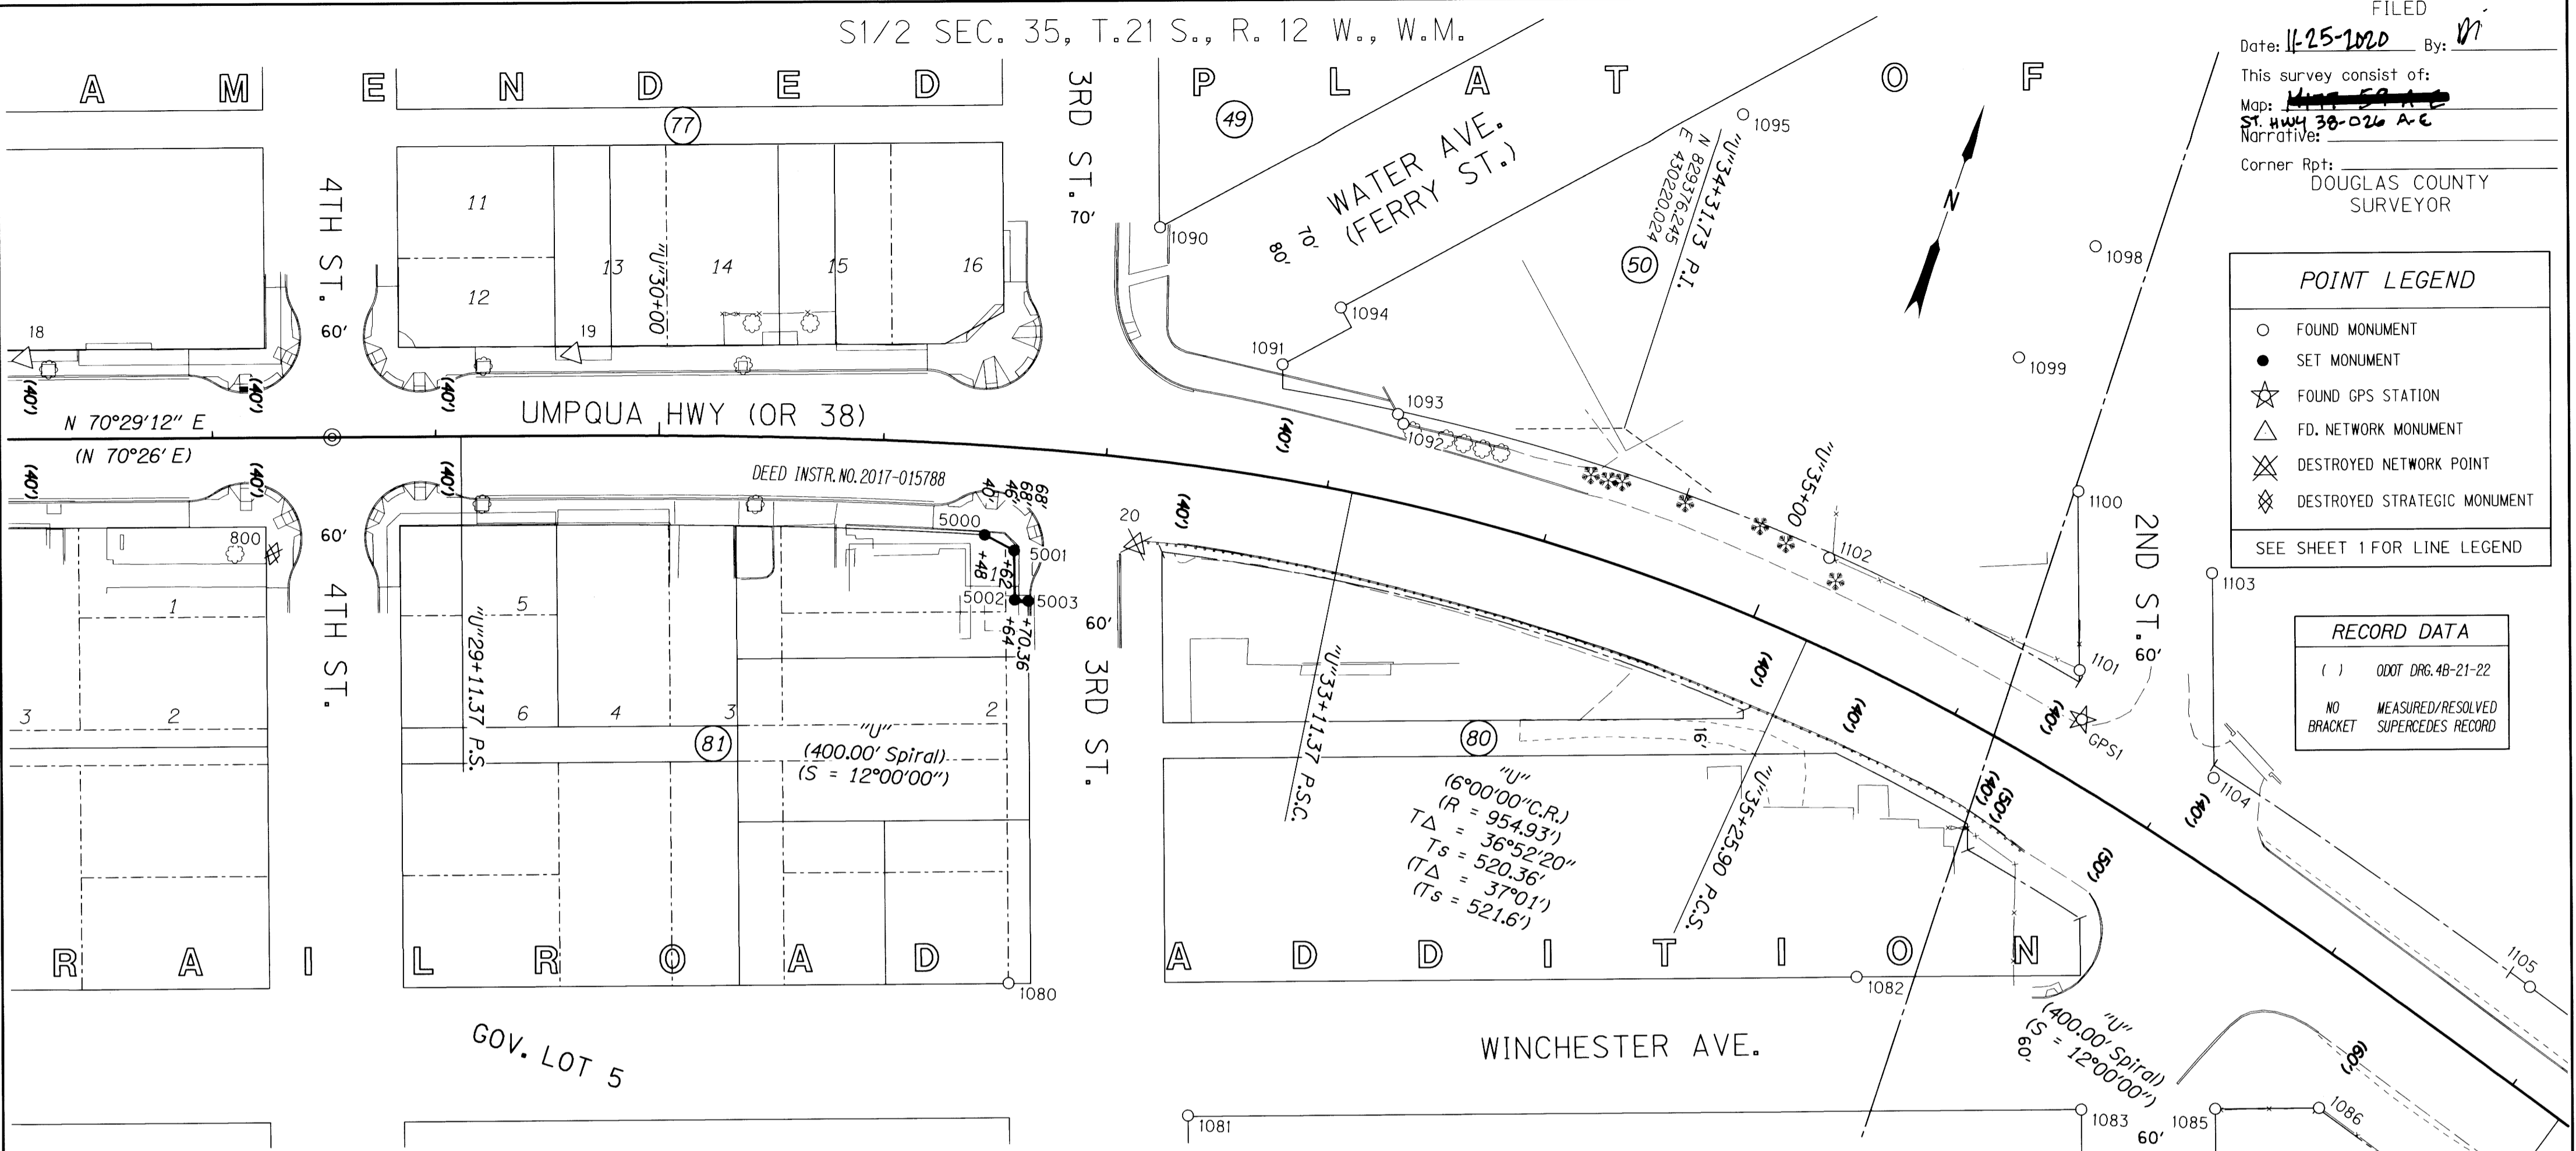 S1/2 SEC. 35, T.21 S., R. 12 W., W.M.
FILED
Date: 11-25-2020 By:
This survey consist of:
Map:
ST. HWY 38-026 A-E
Narrative:
Corner Rpt:
DOUGLAS COUNTY
SURVEYOR
AMENDED PLAT OF
77
49
50
3RD ST.
70'
4TH ST.
60'
WATER AVE.
(FERRY ST.)
70'
80'
"U"34+31.73 P.I.
N 829376.245
E 430220.024
N
1095
1098
1099
1090
1094
1091
1093
1092
1100
1102
1101
1103
1104
1105
GPS1
11
12
13
14
15
16
"U"30+00
18
19
(40')
(40')
(40')
(40')
N 70°29'12" E
(N 70°26' E)
UMPQUA HWY (OR 38)
"U"35+00
2ND ST.
60'
POINT LEGEND
FOUND MONUMENT
SET MONUMENT
FOUND GPS STATION
FD. NETWORK MONUMENT
DESTROYED NETWORK POINT
DESTROYED STRATEGIC MONUMENT
SEE SHEET 1 FOR LINE LEGEND
RECORD DATA
( ) ODOT DRG. 4B-21-22
NO BRACKET MEASURED/RESOLVED
SUPERCEDES RECORD
(40')
(40')
(40')
DEED INSTR.NO.2017-015788
40'
46'
68'
68'
5000
5001
5002
5003
+48
+62
+64
+70.36
1
800
60'
4TH ST.
1
3
2
5
6
4
3
2
"U"29+11.37 P.S.
81
"U"
(400.00' Spiral)
(S = 12°00'00")
20
(40')
60'
3RD ST.
"U"33+11.37 P.S.C.
80
16'
(40')
(40')
(40')
(40')
(40')
(50')
(50')
"U"35+25.90 P.C.S.
"U"
(6°00'00"C.R.)
(R = 954.93')
T△ = 36°52'20"
Ts = 520.36'
(T△ = 37°01')
(Ts = 521.6')
RAILROAD ADDITION
1080
1082
GOV. LOT 5
WINCHESTER AVE.
60'
"U"
(400.00' Spiral)
(S = 12°00'00")
(60')
1081
1083
60'
1085
1086